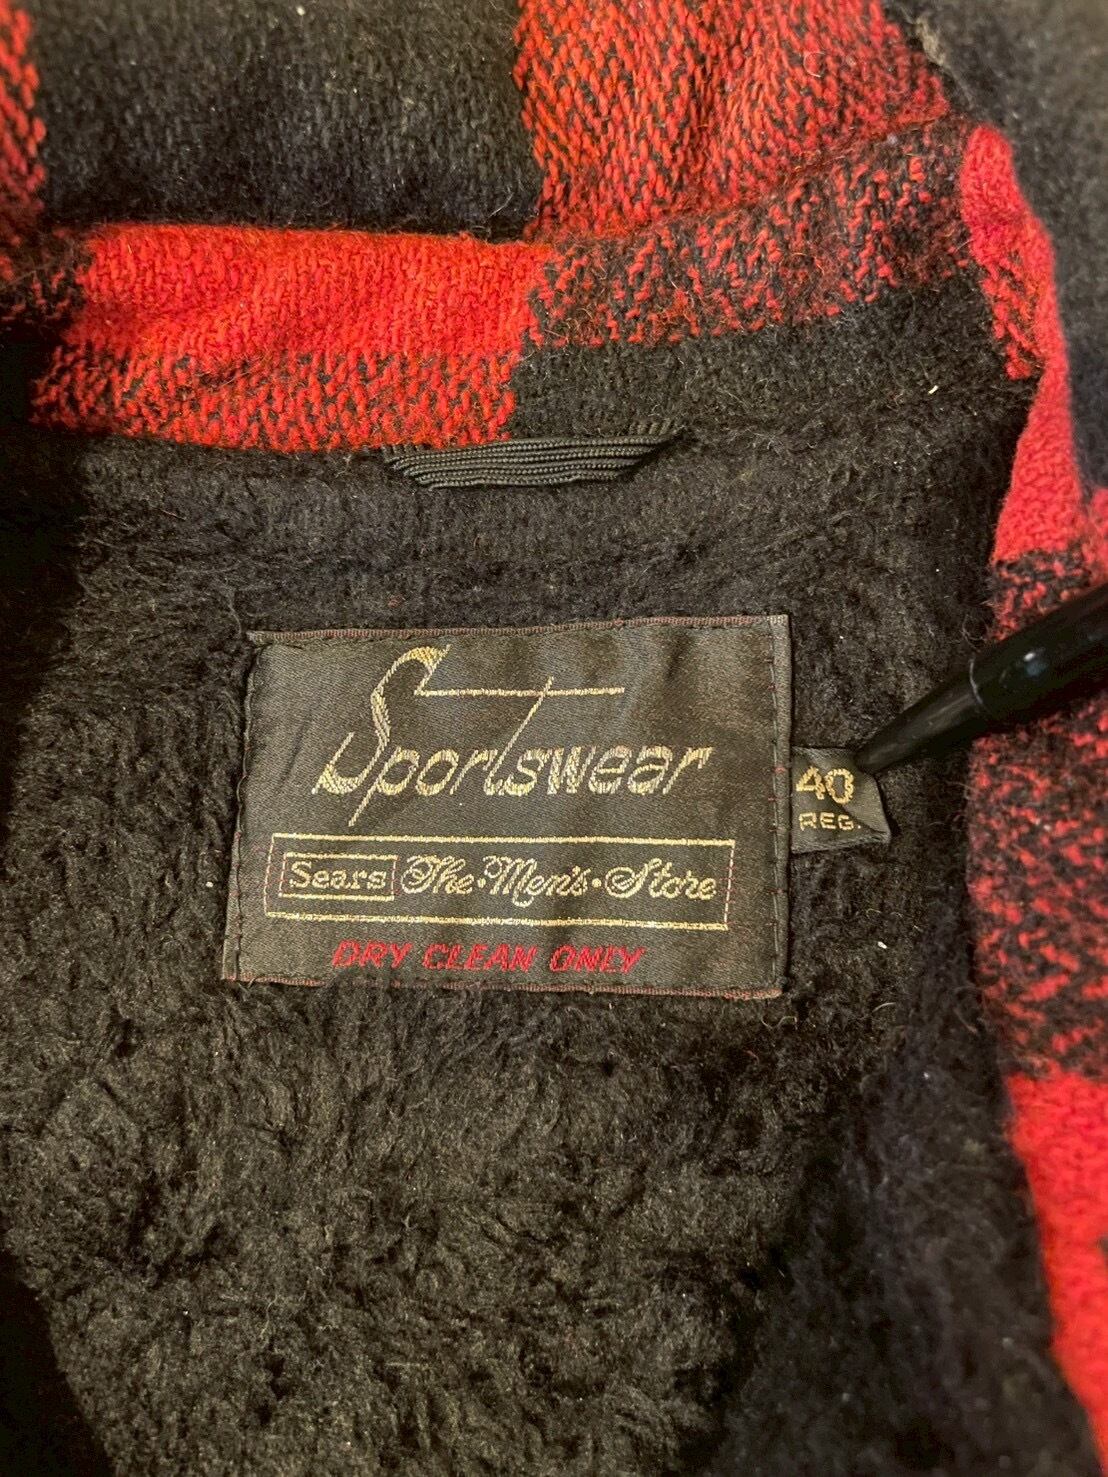 Sportswear
40
REG.
Sears The·Men's·Store
DRY CLEAN ONLY